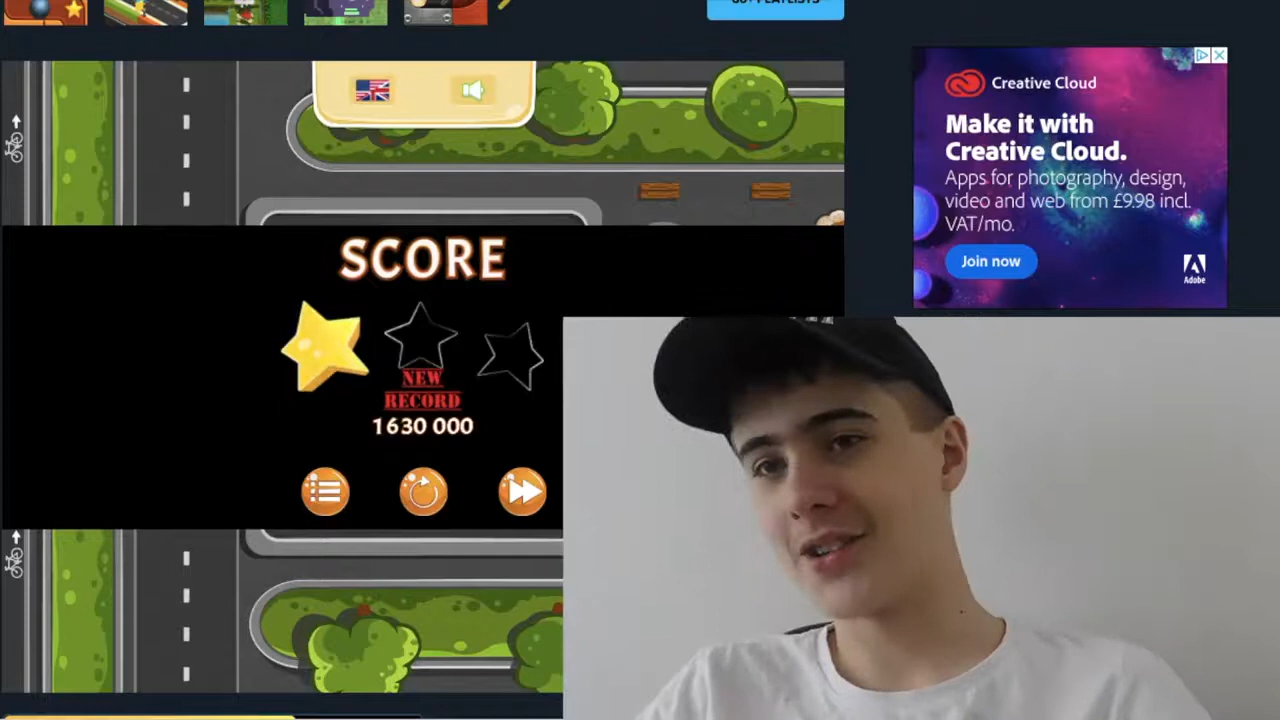 SCORE
NEW
RECORD
1630 000
Creative Cloud
Make it with
Creative Cloud.
Apps for photography, design,
video and web from £9.98 incl.
VAT/mo.
Join now
Adobe